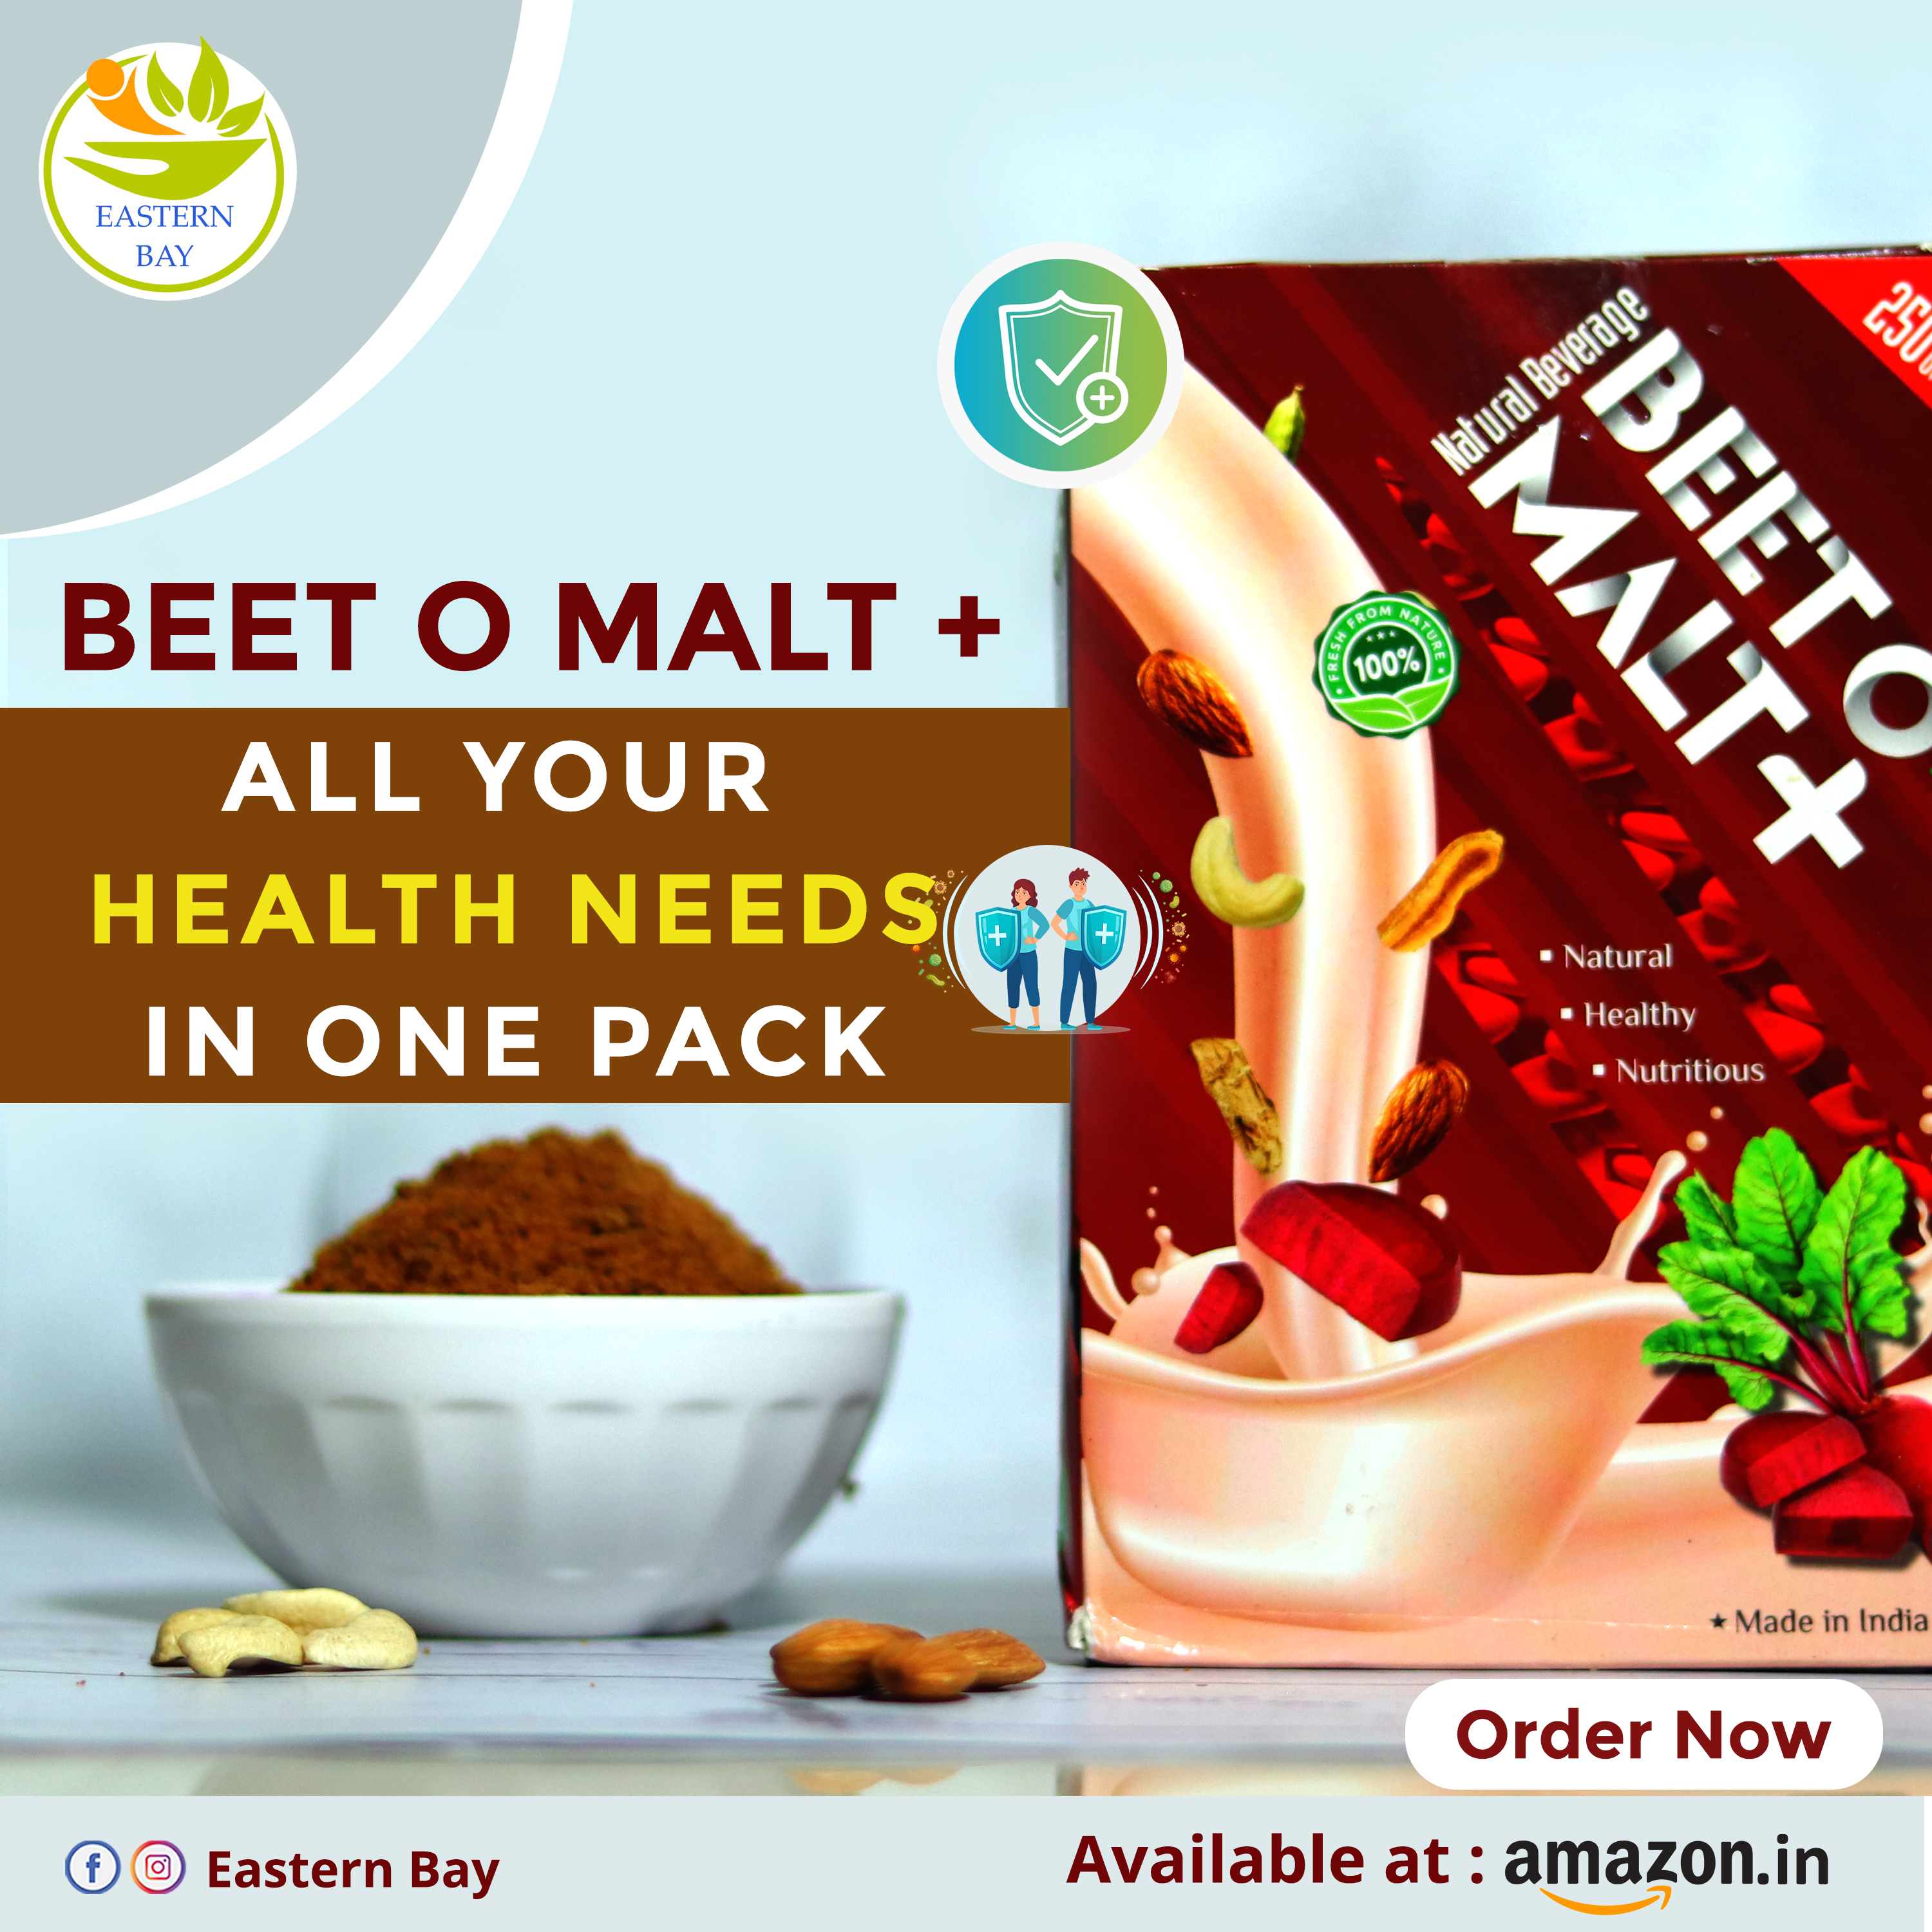 EASTERN
BAY
BEET O MALT +
ALL YOUR
HEALTH NEEDS
IN ONE PACK
Natural Beverage
BEET O
MALT+
FRESH FROM NATURE
100%
Natural
Healthy
Nutritious
★ Made in India
Order Now
Eastern Bay
Available at : amazon.in